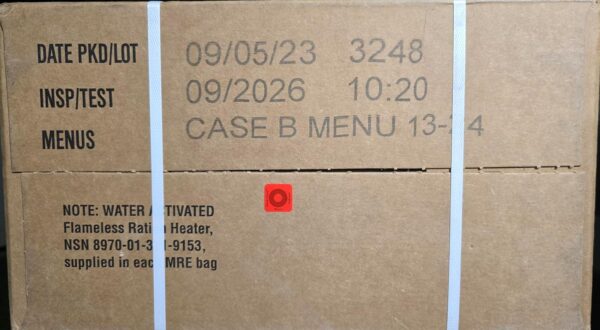 DATE PKD/LOT 09/05/23 3248
INSP/TEST 09/2026 10:20
MENUS CASE B MENU 13-24
NOTE: WATER ACTIVATED
Flameless Ration Heater,
NSN
supplied in each MRE bag